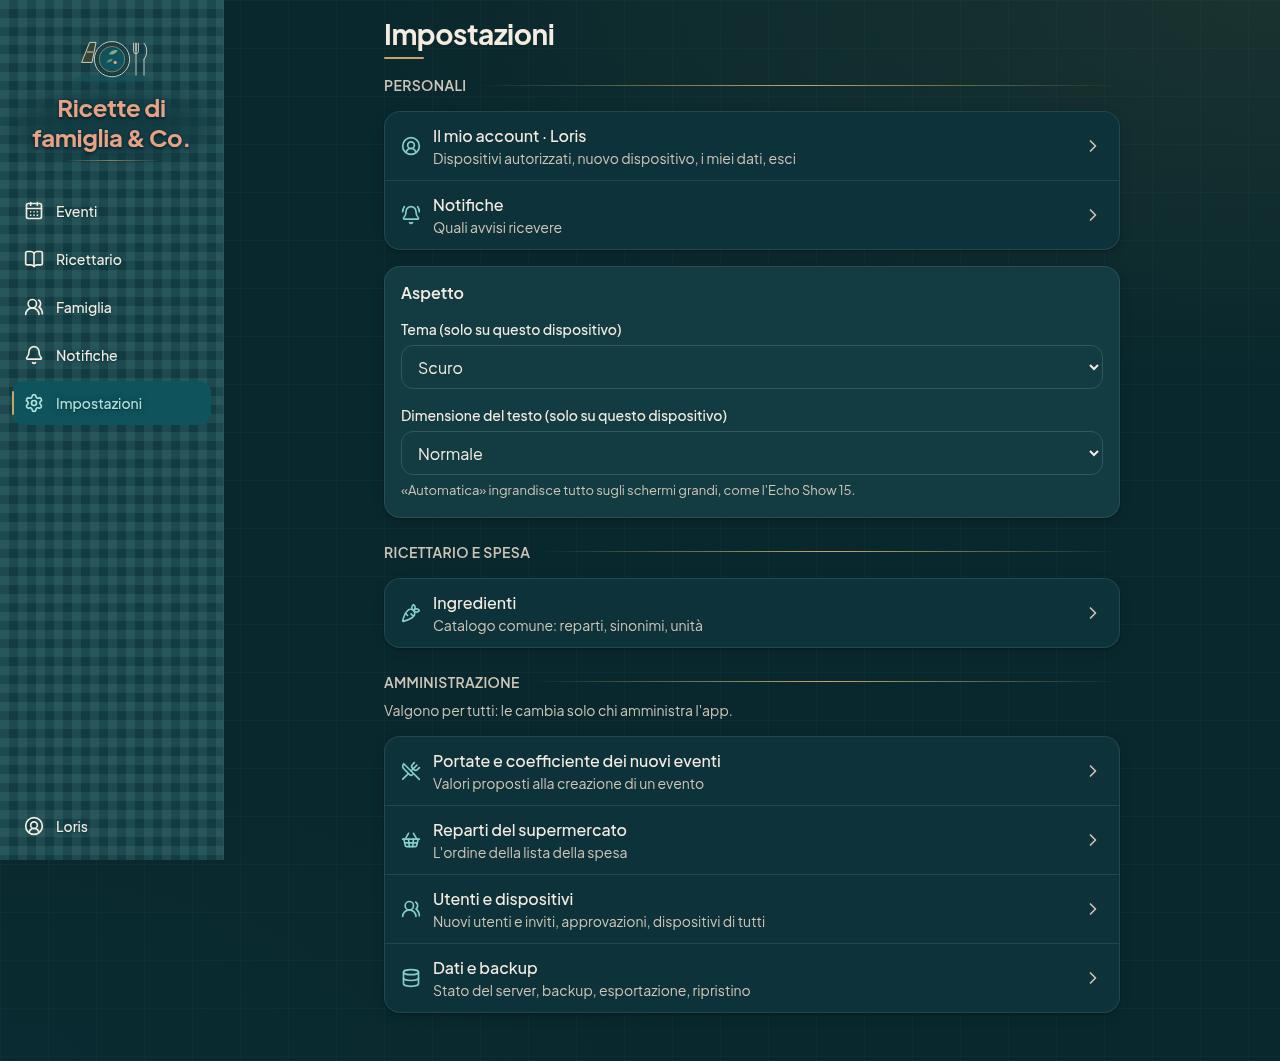 Ricette di
famiglia & Co.
Eventi
Ricettario
Famiglia
Notifiche
Impostazioni
Loris
Impostazioni
PERSONALI
Il mio account · Loris
Dispositivi autorizzati, nuovo dispositivo, i miei dati, esci
Notifiche
Quali avvisi ricevere
Aspetto
Tema (solo su questo dispositivo)
Scuro
Dimensione del testo (solo su questo dispositivo)
Normale
«Automatica» ingrandisce tutto sugli schermi grandi, come l'Echo Show 15.
RICETTARIO E SPESA
Ingredienti
Catalogo comune: reparti, sinonimi, unità
AMMINISTRAZIONE
Valgono per tutti: le cambia solo chi amministra l'app.
Portate e coefficiente dei nuovi eventi
Valori proposti alla creazione di un evento
Reparti del supermercato
L'ordine della lista della spesa
Utenti e dispositivi
Nuovi utenti e inviti, approvazioni, dispositivi di tutti
Dati e backup
Stato del server, backup, esportazione, ripristino